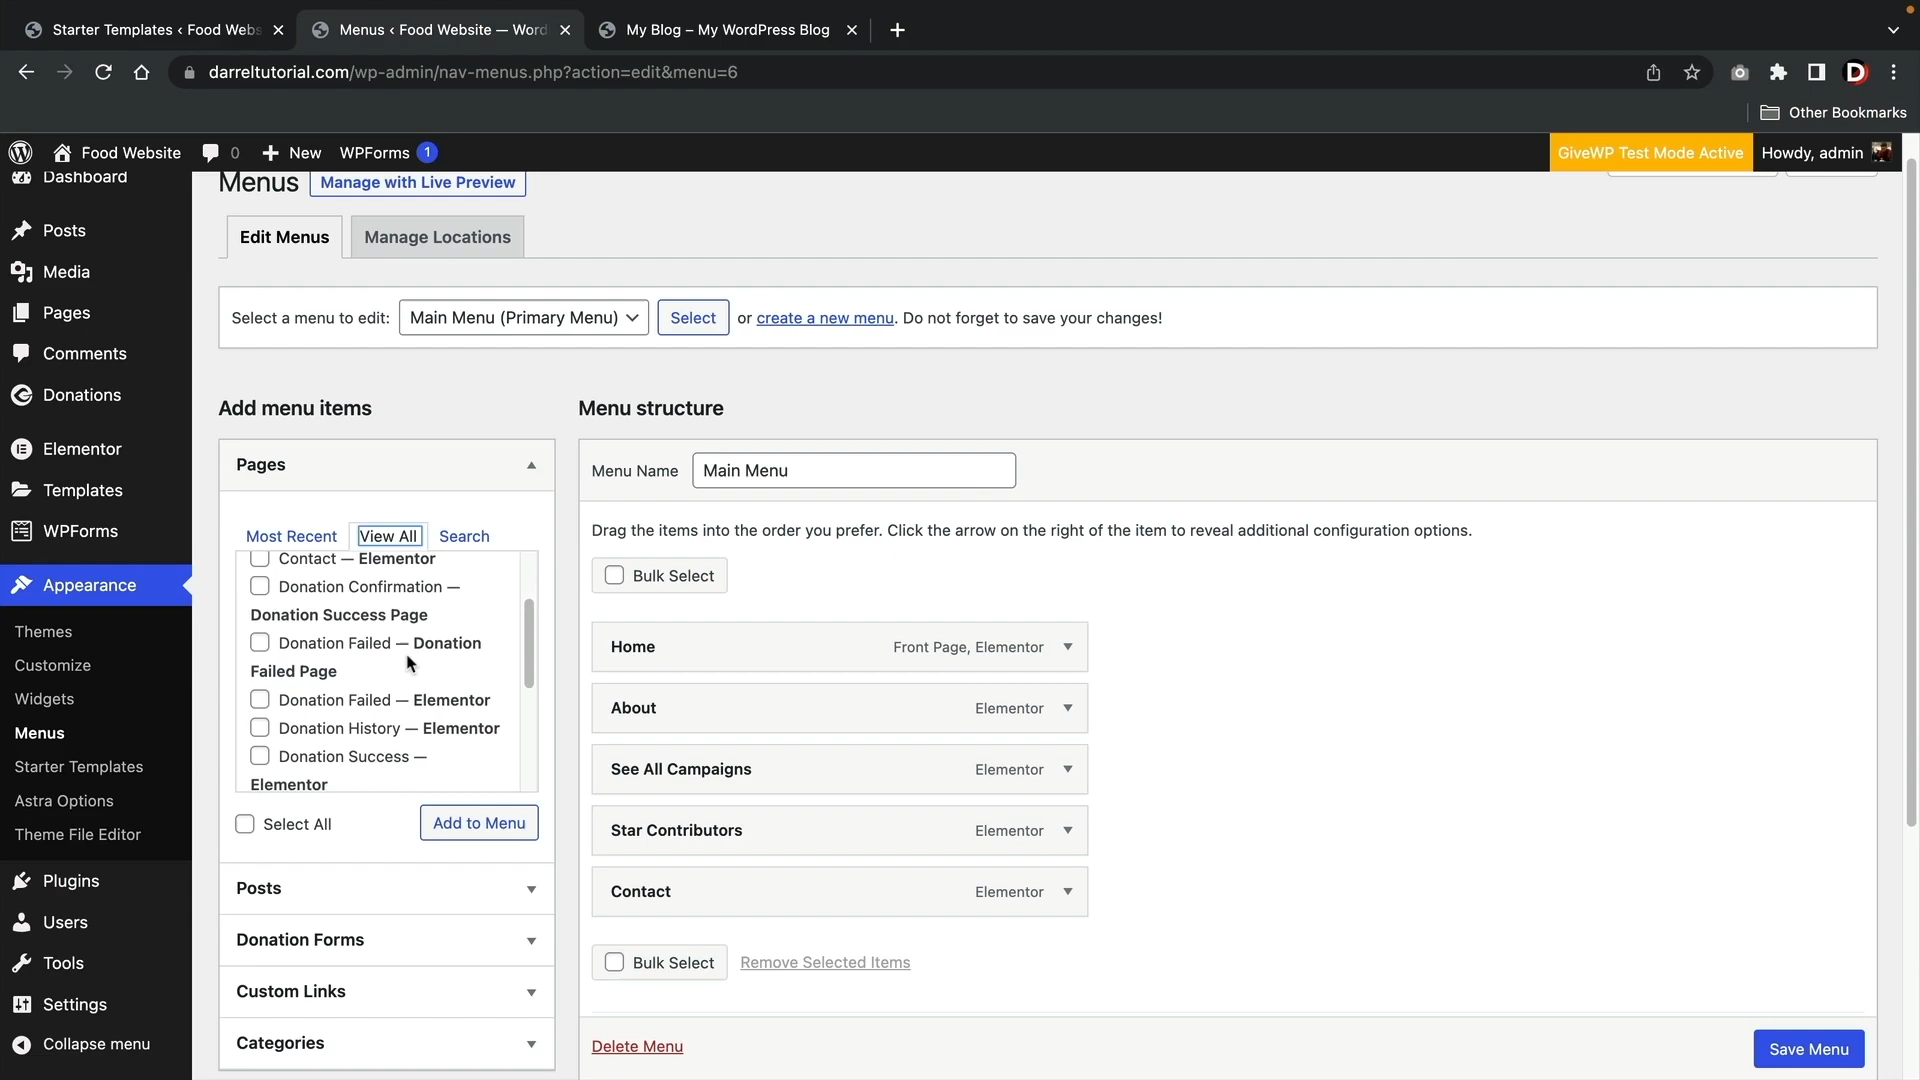 Starter Templates ‹ Food Webs
Menus ‹ Food Website — Word
My Blog – My WordPress Blog
darreltutorial.com/wp-admin/nav-menus.php?action=edit&menu=6
Other Bookmarks
Food Website
0
New
WPForms 1
GiveWP Test Mode Active
Howdy, admin
Dashboard
Posts
Media
Pages
Comments
Donations
Elementor
Templates
WPForms
Appearance
Themes
Customize
Widgets
Menus
Starter Templates
Astra Options
Theme File Editor
Plugins
Users
Tools
Settings
Collapse menu
Menus
Manage with Live Preview
Edit Menus
Manage Locations
Select a menu to edit: Main Menu (Primary Menu) Select or create a new menu. Do not forget to save your changes!
Add menu items
Pages
Most Recent View All Search
Contact — Elementor
Donation Confirmation —
Donation Success Page
Donation Failed — Donation
Failed Page
Donation Failed — Elementor
Donation History — Elementor
Donation Success —
Elementor
Select All
Add to Menu
Posts
Donation Forms
Custom Links
Categories
Menu structure
Menu Name Main Menu
Drag the items into the order you prefer. Click the arrow on the right of the item to reveal additional configuration options.
Bulk Select
Home Front Page, Elementor
About Elementor
See All Campaigns Elementor
Star Contributors Elementor
Contact Elementor
Bulk Select Remove Selected Items
Delete Menu
Save Menu